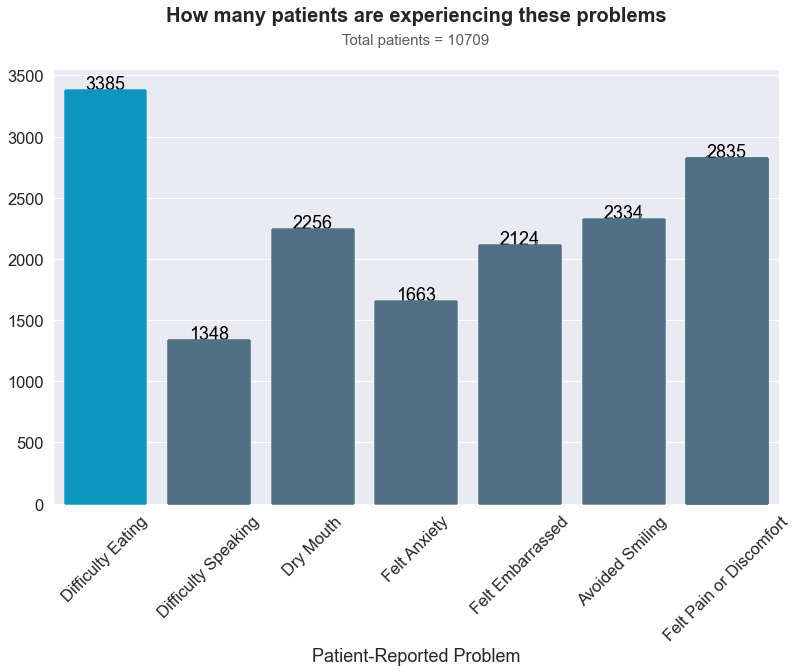 How many patients are experiencing these problems
Total patients = 10709
3500
3000
2500
2000
1500
1000
500
0
3385
1348
2256
1663
2124
2334
2835
Difficulty Eating
Difficulty Speaking
Dry Mouth
Felt Anxiety
Felt Embarrassed
Avoided Smiling
Felt Pain or Discomfort
Patient-Reported Problem